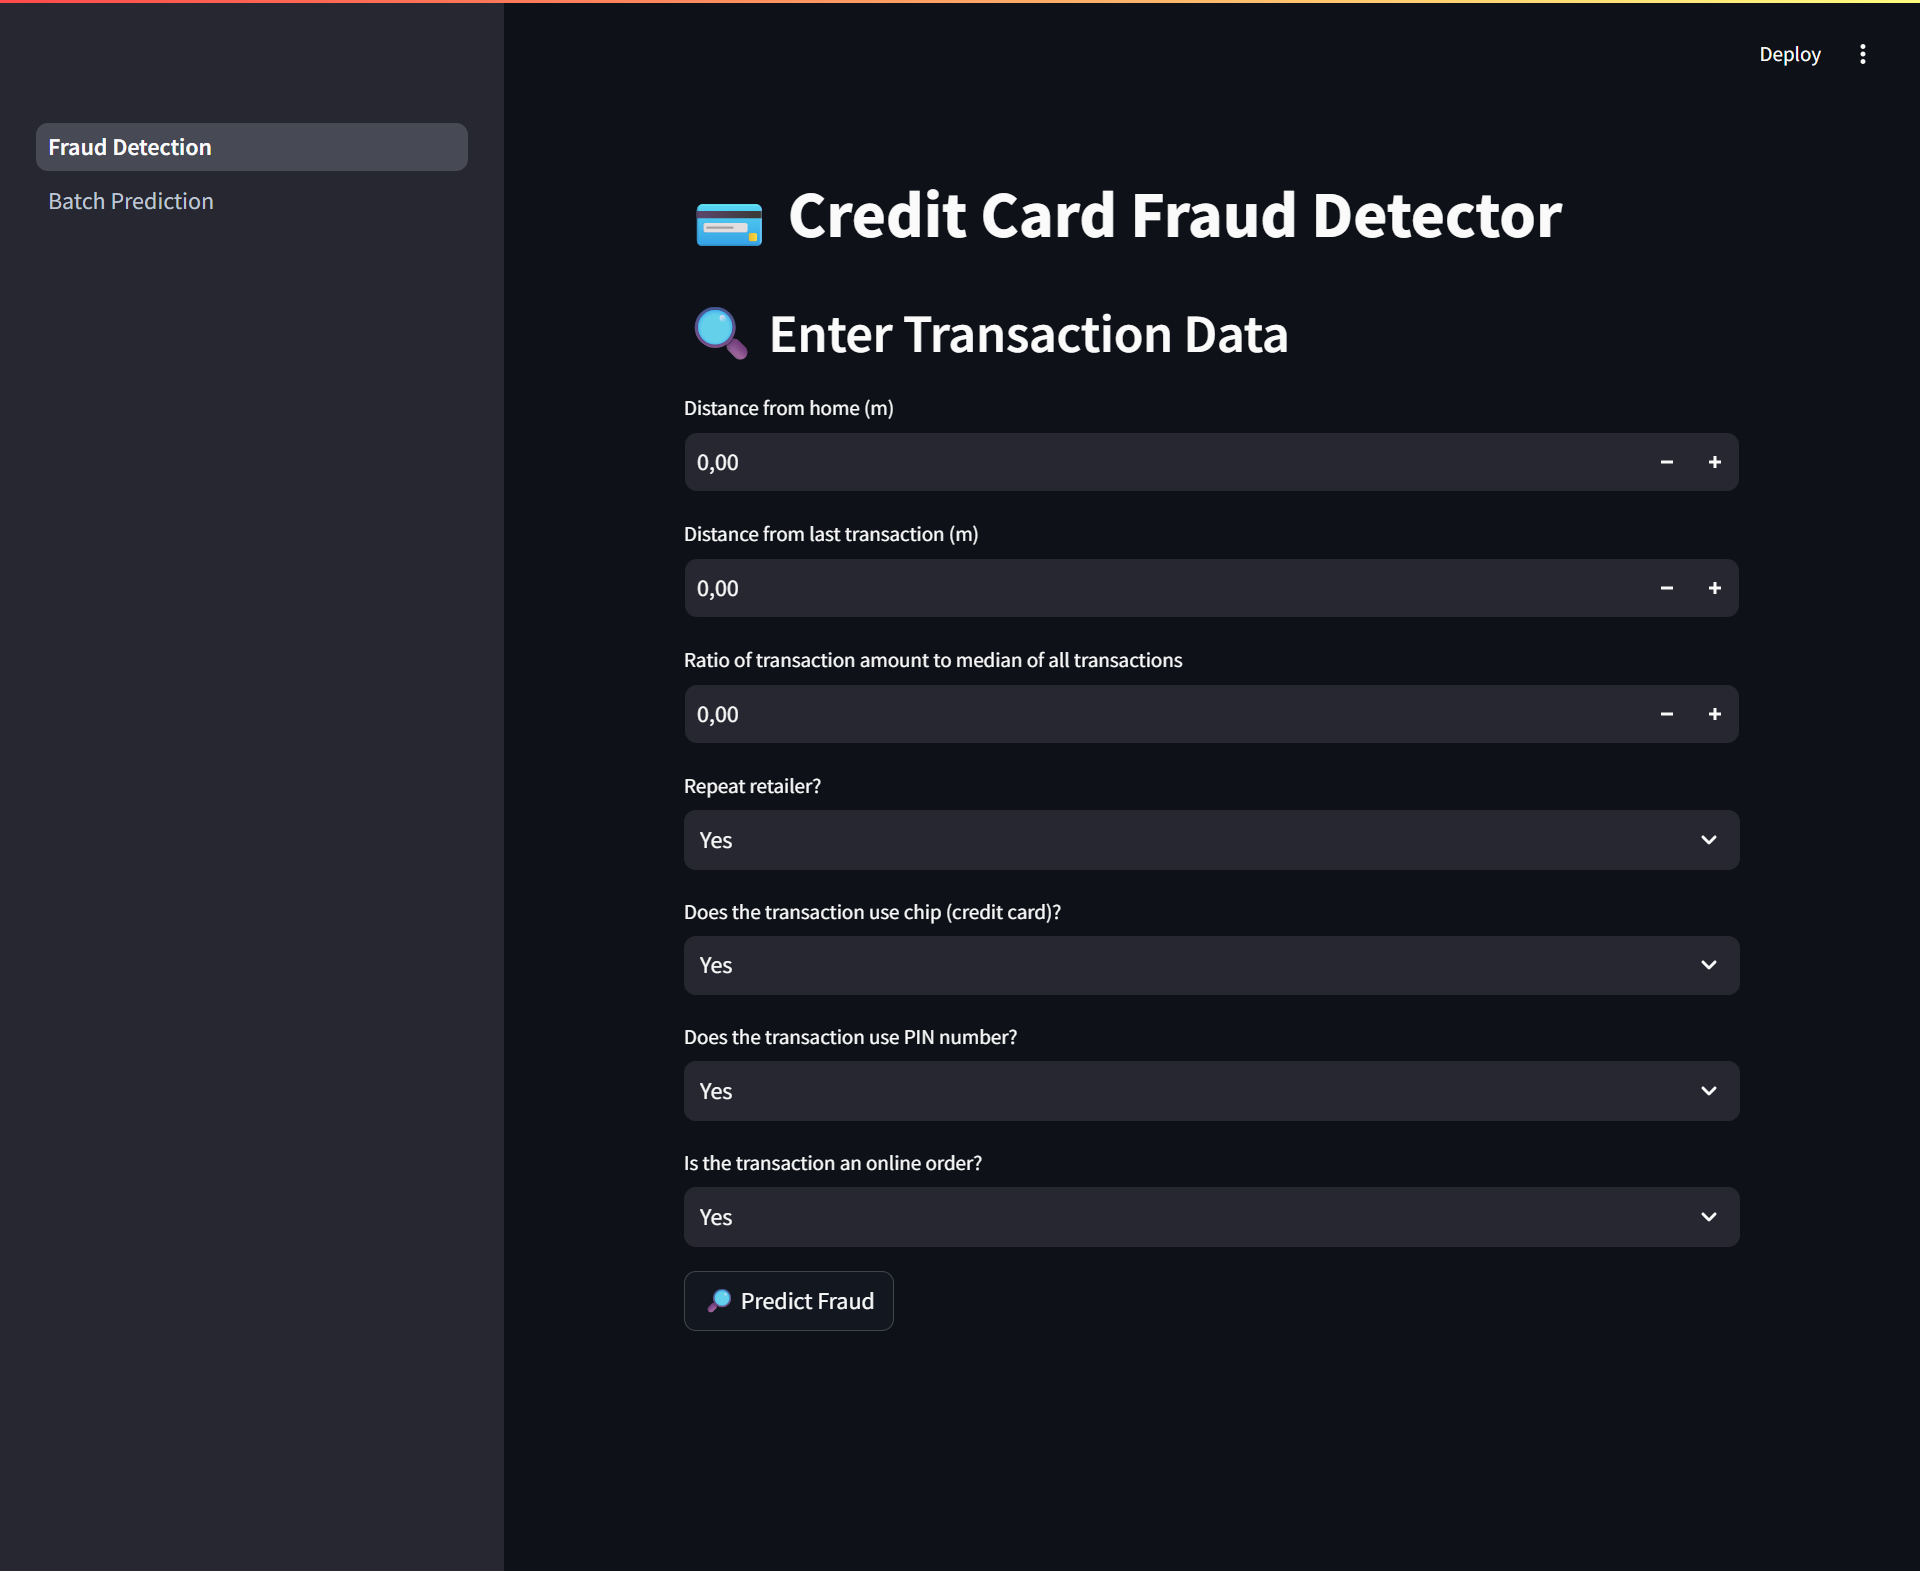 Deploy
Fraud Detection
Batch Prediction
Credit Card Fraud Detector
Enter Transaction Data
Distance from home (m)
0,00
Distance from last transaction (m)
0,00
Ratio of transaction amount to median of all transactions
0,00
Repeat retailer?
Yes
Does the transaction use chip (credit card)?
Yes
Does the transaction use PIN number?
Yes
Is the transaction an online order?
Yes
Predict Fraud